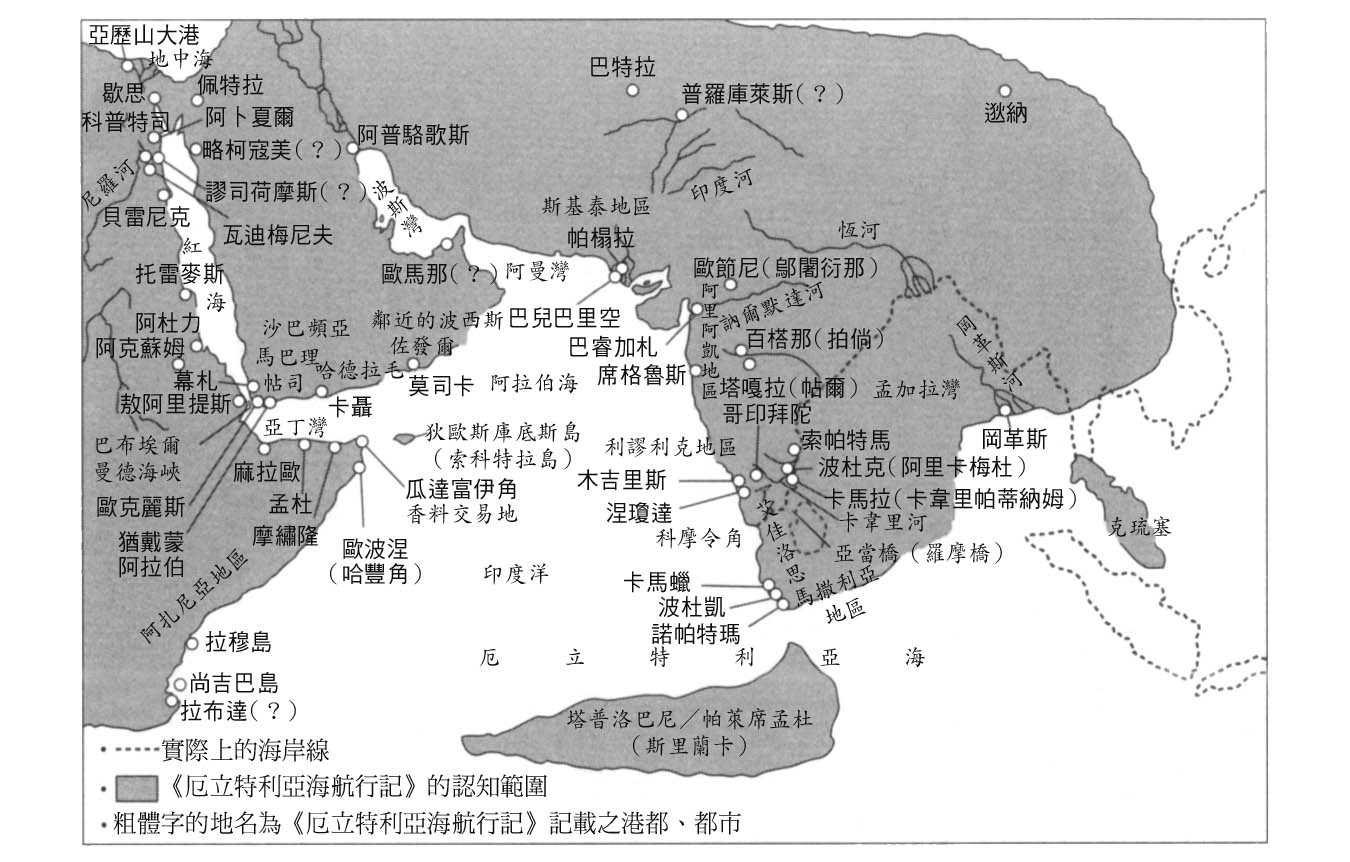 亞歷山大港
地中海
歇思
佩特拉
科普特司
阿卜夏爾
略柯寇美(？)
尼羅河
謬司荷摩斯(？)
貝雷尼克
瓦迪梅尼夫
紅海
托雷麥斯
阿杜力
阿克蘇姆
沙巴頻亞
馬巴理
帖司
幕札
敖阿里提斯
哈德拉毛
鄰近的波西斯
佐發爾
莫司卡
卡聶
亞丁灣
巴布埃爾
曼德海峽
歐克麗斯
猶戴蒙
阿拉伯
麻拉歐
孟杜
摩繡隆
歐波涅
(哈豐角)
瓜達富伊角
香料交易地
狄歐斯庫底斯島
(索科特拉島)
阿扎尼亞地區
拉穆島
尚吉巴島
拉布達(？)
阿普駱歌斯
波斯灣
歐馬那(？)
阿曼灣
阿拉伯海
印度洋
巴特拉
普羅庫萊斯(？)
逖納
印度河
斯基泰地區
帕榻拉
巴兒巴里空
恆河
歐節尼(鄔闍衍那)
阿里阿凱地區
訥爾默達河
巴睿加札
百榙那(拍倘)
席格魯斯
塔嘎拉(帖爾)
孟加拉灣
岡革斯河
岡革斯
哥印拜陀
利謬利克地區
索帕特馬
木吉里斯
波杜克(阿里卡梅杜)
涅瓊達
卡馬拉(卡韋里帕蒂納姆)
卡韋里河
科摩令角
艾佳洛思
亞當橋(羅摩橋)
卡馬蠟
波杜凱
諾帕特瑪
馬撒利亞
地區
克琉塞
厄立特利亞海
塔普洛巴尼／帕萊席孟杜
(斯里蘭卡)
•-----實際上的海岸線
•《厄立特利亞海航行記》的認知範圍
•粗體字的地名為《厄立特利亞海航行記》記載之港都、都市